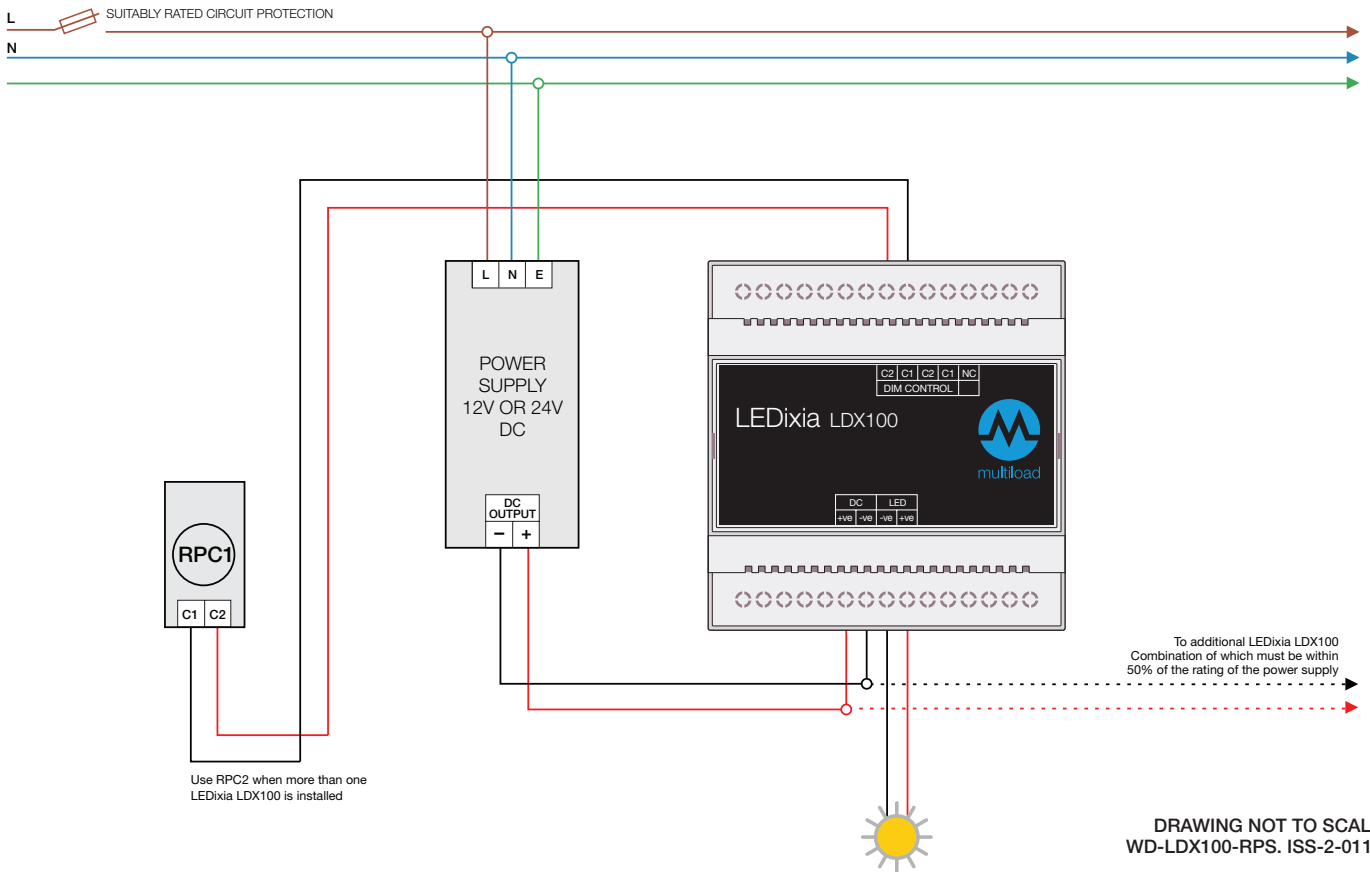 L
SUITABLY RATED CIRCUIT PROTECTION
N
L N E
POWER
SUPPLY
12V OR 24V
DC
DC
OUTPUT
− +
C2 C1 C2 C1 NC
DIM CONTROL
LEDixia LDX100
multiload
DC LED
+ve -ve -ve +ve
RPC1
C1 C2
Use RPC2 when more than one
LEDixia LDX100 is installed
To additional LEDixia LDX100
Combination of which must be within
50% of the rating of the power supply
DRAWING NOT TO SCAL
WD-LDX100-RPS. ISS-2-011